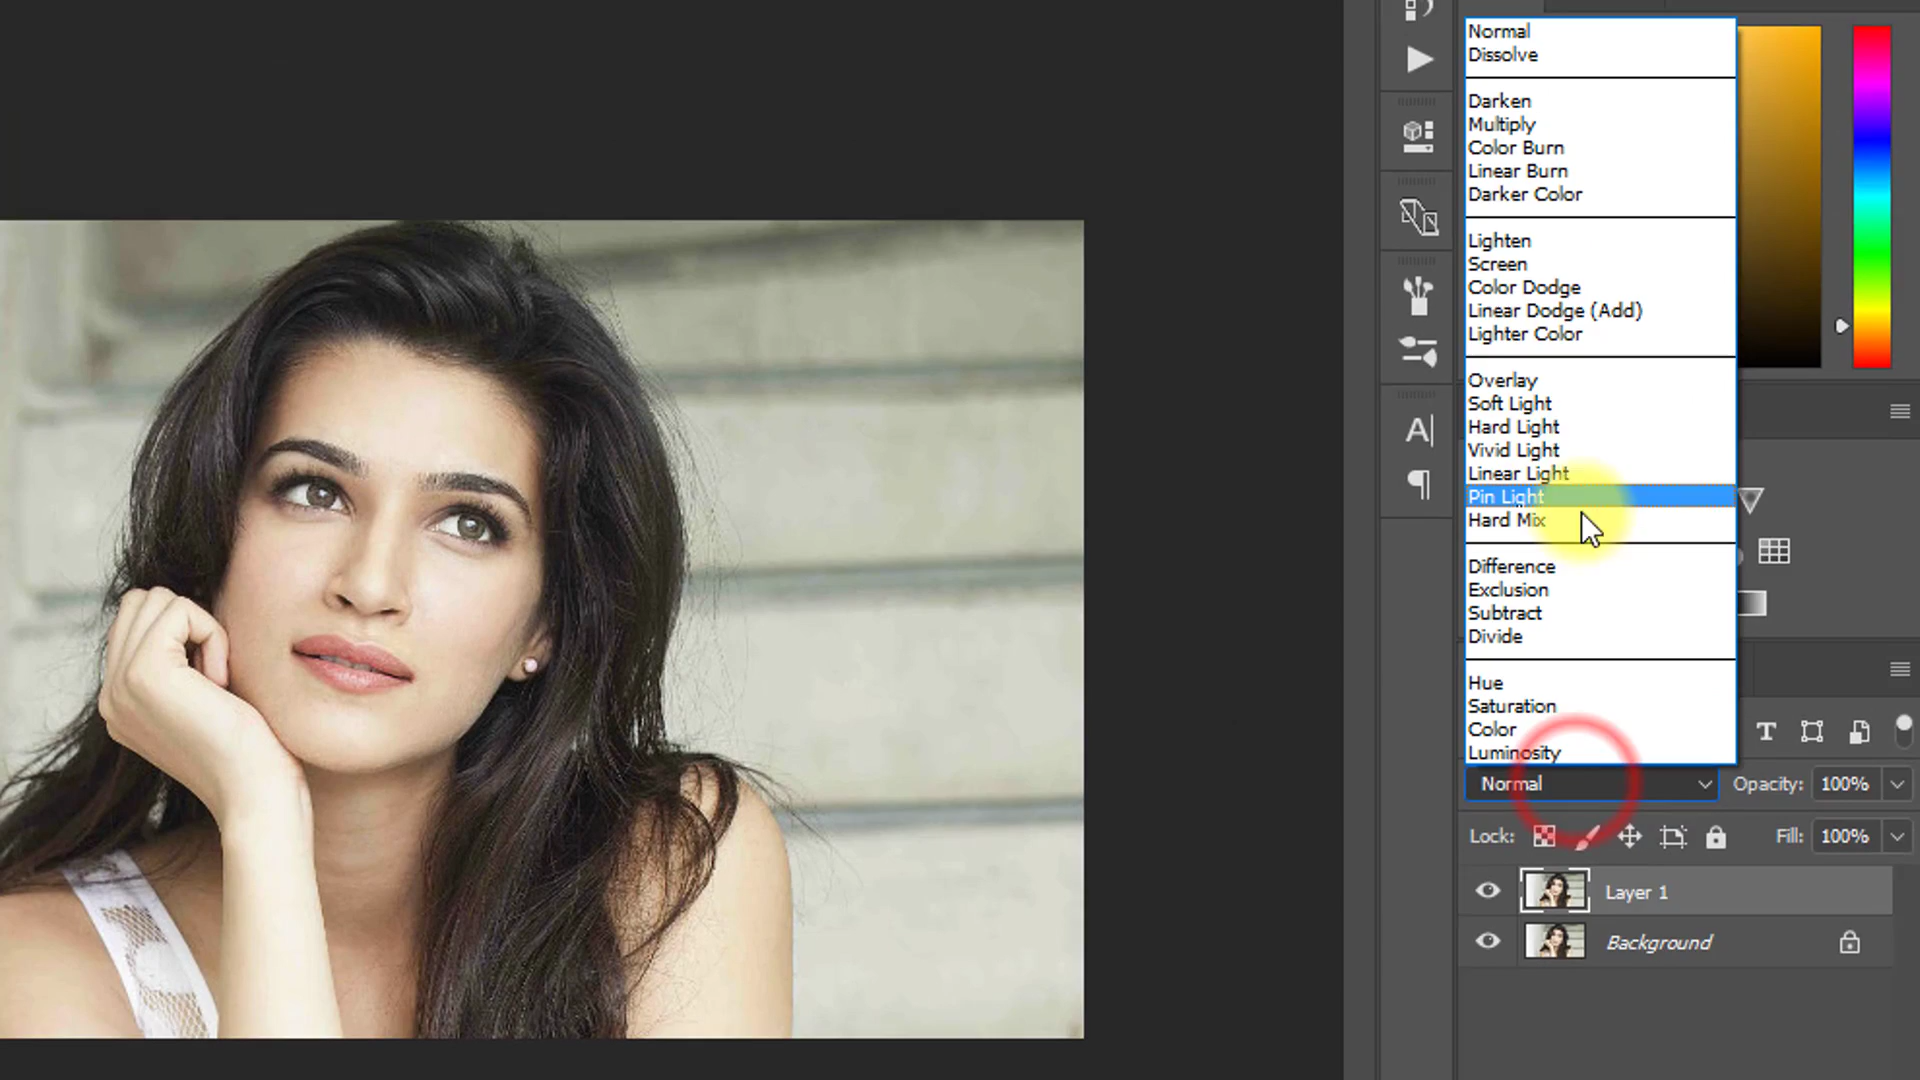 Normal
Dissolve
Darken
Multiply
Color Burn
Linear Burn
Darker Color
Lighten
Screen
Color Dodge
Linear Dodge (Add)
Lighter Color
Overlay
Soft Light
Hard Light
Vivid Light
Linear Light
Pin Light
Hard Mix
Difference
Exclusion
Subtract
Divide
Hue
Saturation
Color
Luminosity
Normal Opacity: 100%
Lock: Fill: 100%
Layer 1
Background